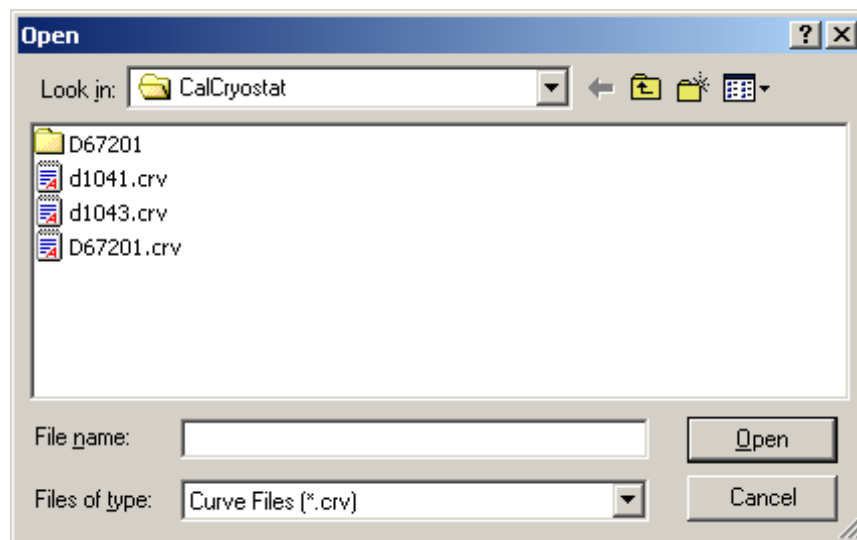 Open
Look in: CalCryostat
D67201
d1041.crv
d1043.crv
D67201.crv
File name: Open
Files of type: Curve Files (*.crv) Cancel